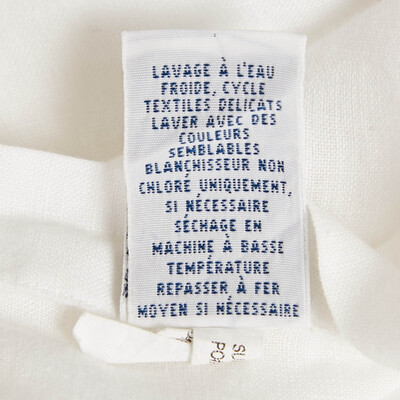 LAVAGE À L'EAU
FROIDE, CYCLE
TEXTILES DELICATS
LAVER AVEC DES
COULEURS
SEMBLABLES
BLANCHISSEUR NON
CHLORÉ UNIQUEMENT,
SI NÉCESSAIRE
SÉCHAGE EN
MACHINE À BASSE
TEMPÉRATURE
REPASSER À FER
MOYEN SI NÉCESSAIRE